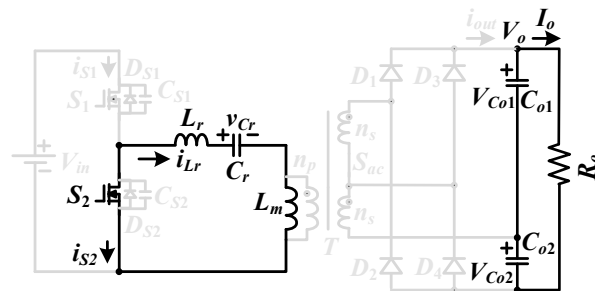 i_out V_o I_o
i_S1 D_S1 D_1 D_3
S_1 C_S1 V_Co1 C_o1
L_r v_Cr n_s
V_in i_Lr C_r n_p S_ac R_o
S_2 C_S2 L_m n_s
D_S2 T C_o2
i_S2 D_2 D_4 V_Co2